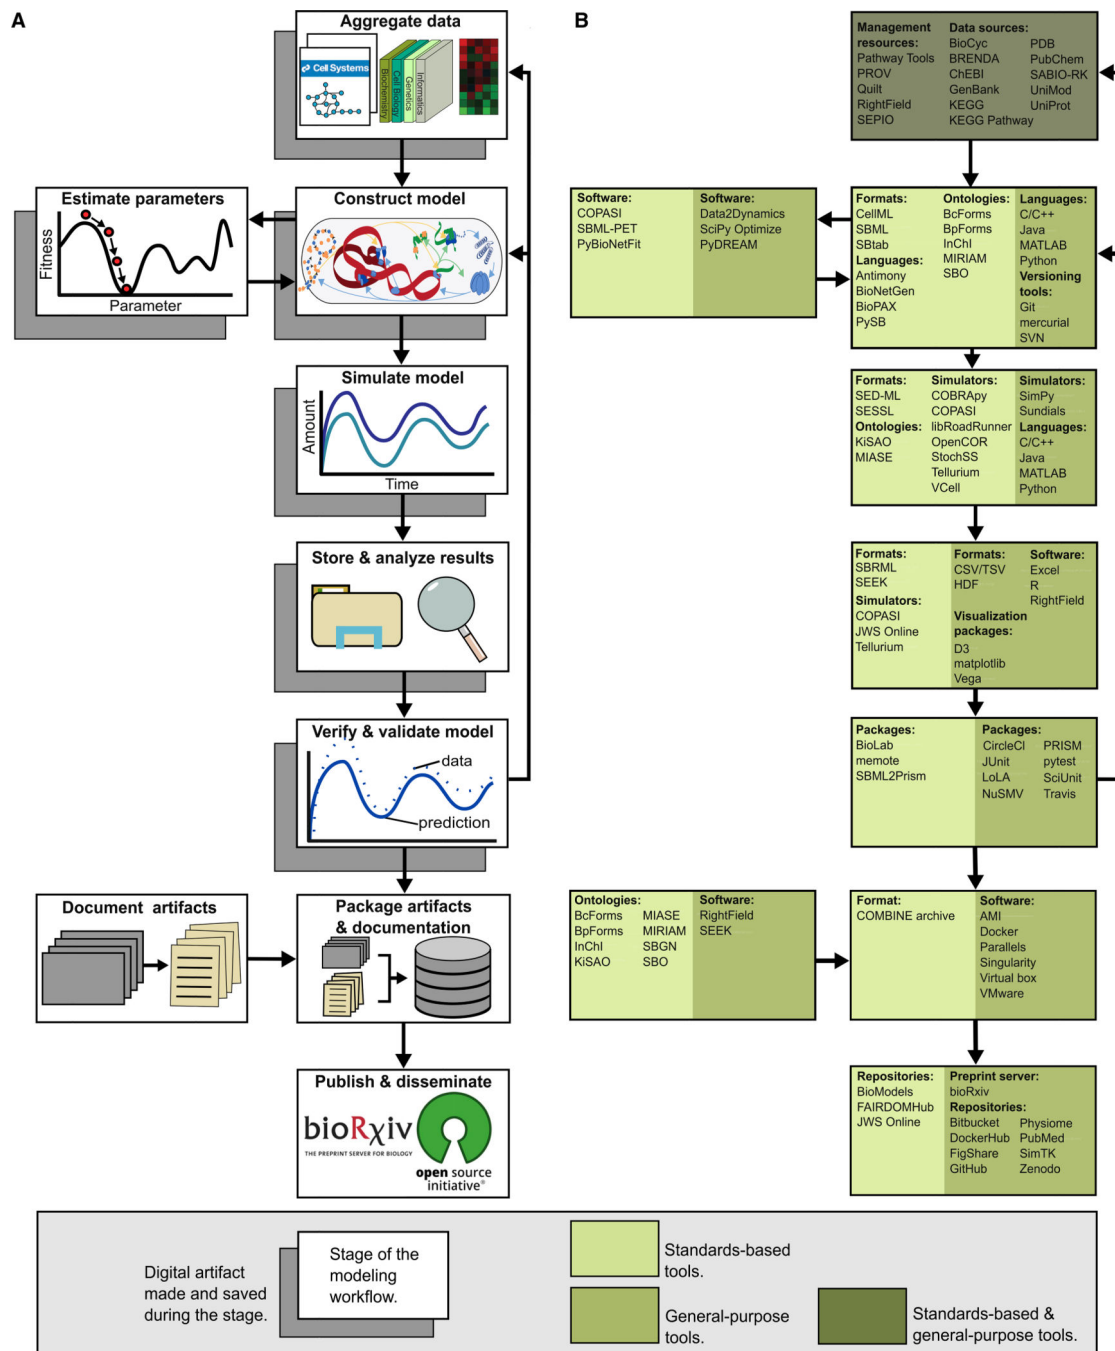 A
Aggregate data
Cell Systems
Biochemistry
Cell Biology
Genetics
Informatics
Estimate parameters
Fitness
Parameter
Construct model
Simulate model
Amount
Time
Store & analyze results
Verify & validate model
data
prediction
Document artifacts
Package artifacts
& documentation
Publish & disseminate
bioRχiv
THE PREPRINT SERVER FOR BIOLOGY
open source
initiative®
B
Management
resources:
Pathway Tools
PROV
Quilt
RightField
SEPIO
Data sources:
BioCyc
BRENDA
ChEBI
GenBank
KEGG
KEGG Pathway
PDB
PubChem
SABIO-RK
UniMod
UniProt
Software:
COPASI
SBML-PET
PyBioNetFit
Software:
Data2Dynamics
SciPy Optimize
PyDREAM
Formats:
CellML
SBML
SBtab
Languages:
Antimony
BioNetGen
BioPAX
PySB
Ontologies:
BcForms
BpForms
InChI
MIRIAM
SBO
Languages:
C/C++
Java
MATLAB
Python
Versioning
tools:
Git
mercurial
SVN
Formats:
SED-ML
SESSL
Ontologies:
KiSAO
MIASE
Simulators:
COBRApy
COPASI
libRoadRunner
OpenCOR
StochSS
Tellurium
VCell
Simulators:
SimPy
Sundials
Languages:
C/C++
Java
MATLAB
Python
Formats:
SBRML
SEEK
Simulators:
COPASI
JWS Online
Tellurium
Formats:
CSV/TSV
HDF
Visualization
packages:
D3
matplotlib
Vega
Software:
Excel
R
RightField
Packages:
BioLab
memote
SBML2Prism
Packages:
CircleCI
JUnit
LoLA
NuSMV
PRISM
pytest
SciUnit
Travis
Ontologies:
BcForms
BpForms
InChI
KiSAO
MIASE
MIRIAM
SBGN
SBO
Software:
RightField
SEEK
Format:
COMBINE archive
Software:
AMI
Docker
Parallels
Singularity
Virtual box
VMware
Repositories:
BioModels
FAIRDOMHub
JWS Online
Preprint server:
bioRxiv
Repositories:
Bitbucket
DockerHub
FigShare
GitHub
Physiome
PubMed
SimTK
Zenodo
Digital artifact
made and saved
during the stage.
Stage of the
modeling
workflow.
Standards-based
tools.
General-purpose
tools.
Standards-based &
general-purpose tools.